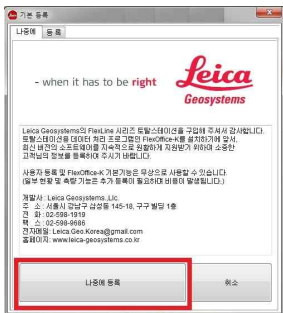 기본 등록
나중에 등 록
- when it has to be right
Leica
Geosystems
Leica Geosystems의 FlexLine 시리즈 토탈스테이션을 구입해 주셔서 감사합니다.
토탈스테이션용 데이터 처리 프로그램인 FlexOffice-K를 설치하기에 앞서,
최신 버전의 소프트웨어를 지속적으로 원활하게 지원받기 위하여 소중한
고객님의 정보를 등록하여 주시기 바랍니다.
사용자 등록 및 FlexOffice-K 기본기능은 무상으로 사용할 수 있습니다.
(일부 현황 및 측량 기능은 추가 등록이 필요하며 비용이 발생됩니다.)
개발사 : Leica Geosystems.,Llc
주 소 : 서울시 강남구 삼성동 145-18, 구구 빌딩 1층
전 화 : 02-598-1919
팩 스 : 02-598-9686
전자메일 : Leica.Geo.Korea@gmail.com
홈페이지 : www.leica-geosystems.co.kr
나중에 등록 취소